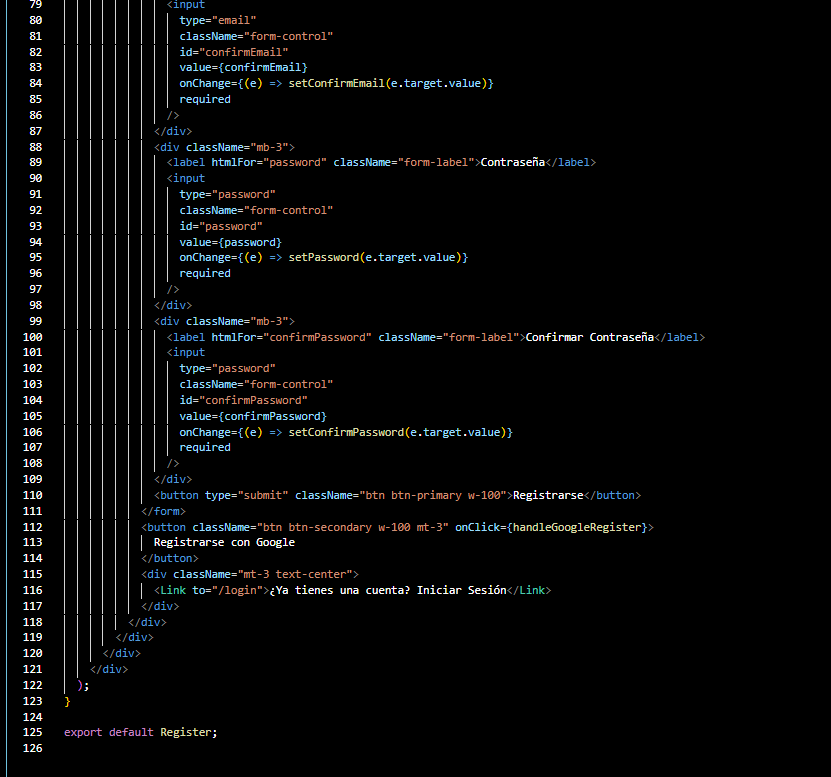 79 <input
80 type="email"
81 className="form-control"
82 id="confirmEmail"
83 value={confirmEmail}
84 onChange={(e) => setConfirmEmail(e.target.value)}
85 required
86 />
87 </div>
88 <div className="mb-3">
89 <label htmlFor="password" className="form-label">Contraseña</label>
90 <input
91 type="password"
92 className="form-control"
93 id="password"
94 value={password}
95 onChange={(e) => setPassword(e.target.value)}
96 required
97 />
98 </div>
99 <div className="mb-3">
100 <label htmlFor="confirmPassword" className="form-label">Confirmar Contraseña</label>
101 <input
102 type="password"
103 className="form-control"
104 id="confirmPassword"
105 value={confirmPassword}
106 onChange={(e) => setConfirmPassword(e.target.value)}
107 required
108 />
109 </div>
110 <button type="submit" className="btn btn-primary w-100">Registrarse</button>
111 </form>
112 <button className="btn btn-secondary w-100 mt-3" onClick={handleGoogleRegister}>
113 Registrarse con Google
114 </button>
115 <div className="mt-3 text-center">
116 <Link to="/login">¿Ya tienes una cuenta? Iniciar Sesión</Link>
117 </div>
118 </div>
119 </div>
120 </div>
121 </div>
122 );
123 }
124
125 export default Register;
126